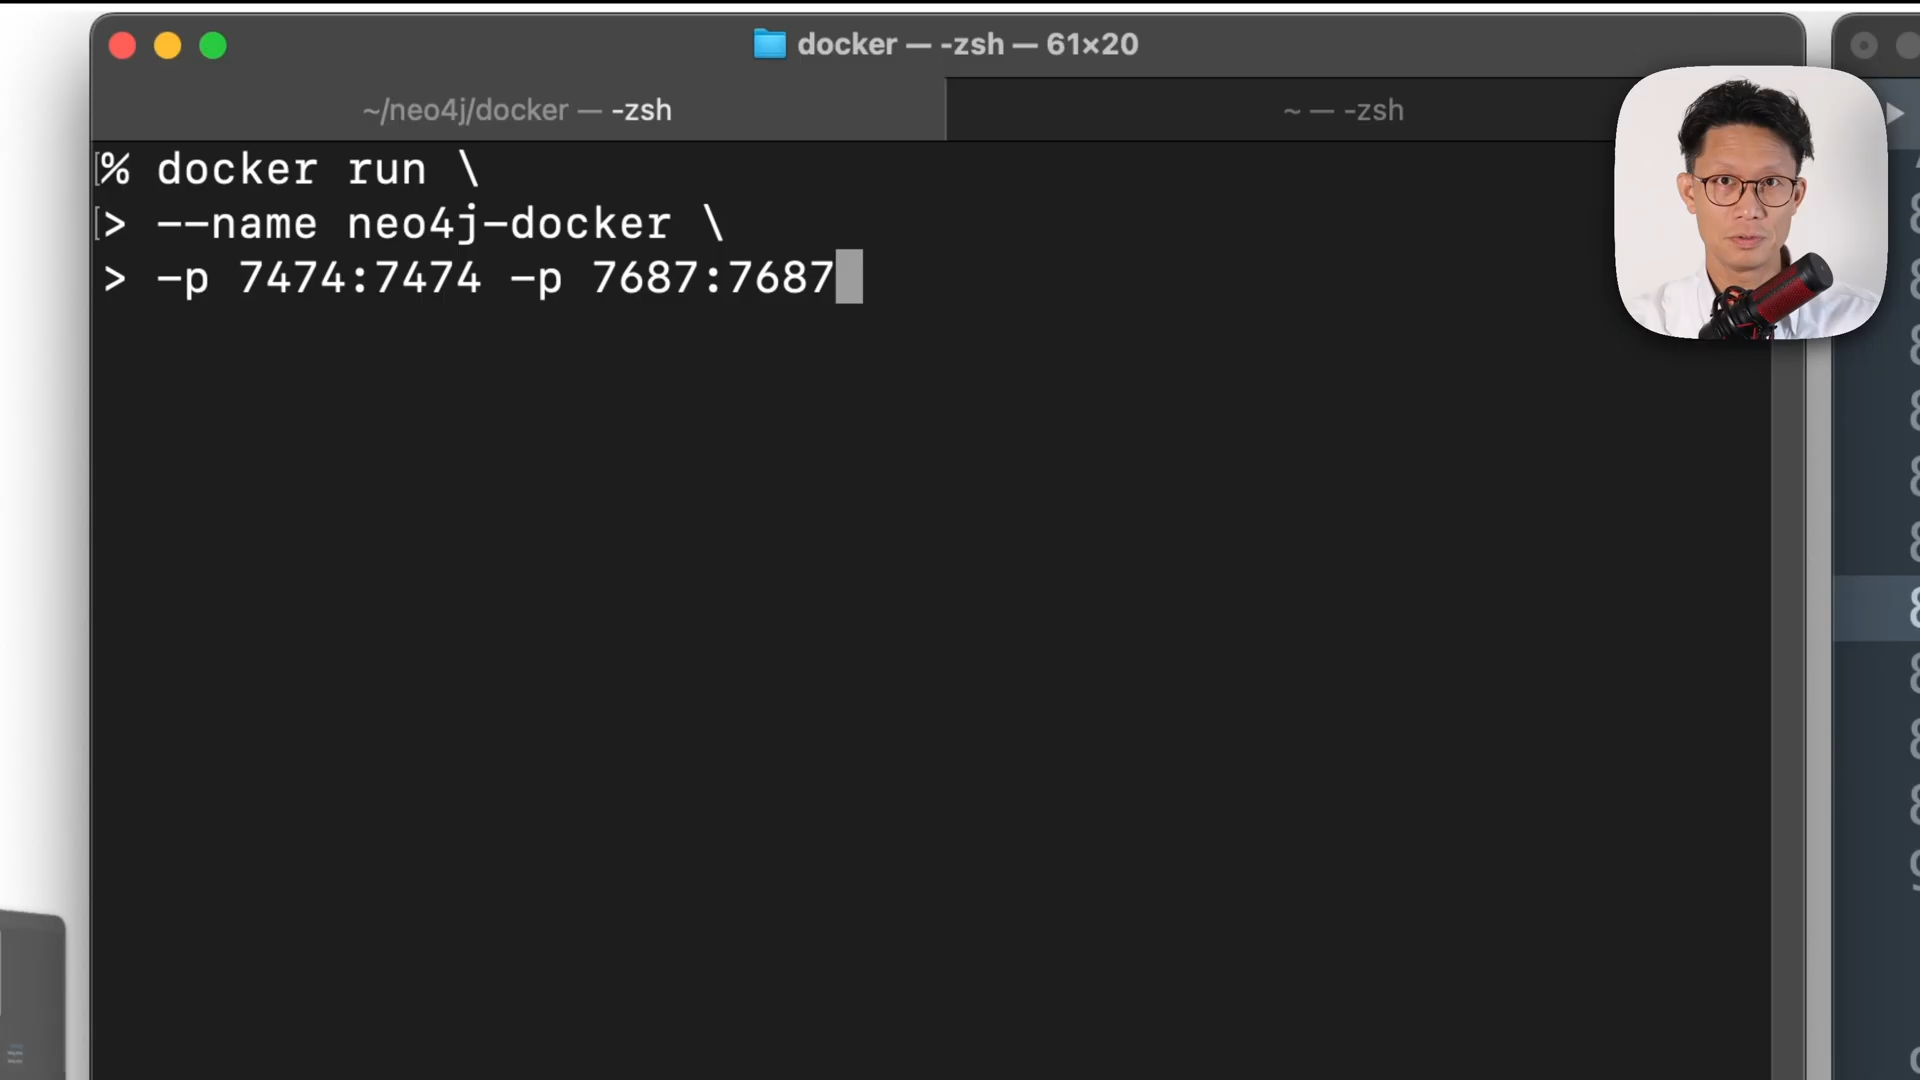 docker — -zsh — 61×20
~/neo4j/docker — -zsh
~ — -zsh
[% docker run \
[> --name neo4j-docker \
> -p 7474:7474 -p 7687:7687